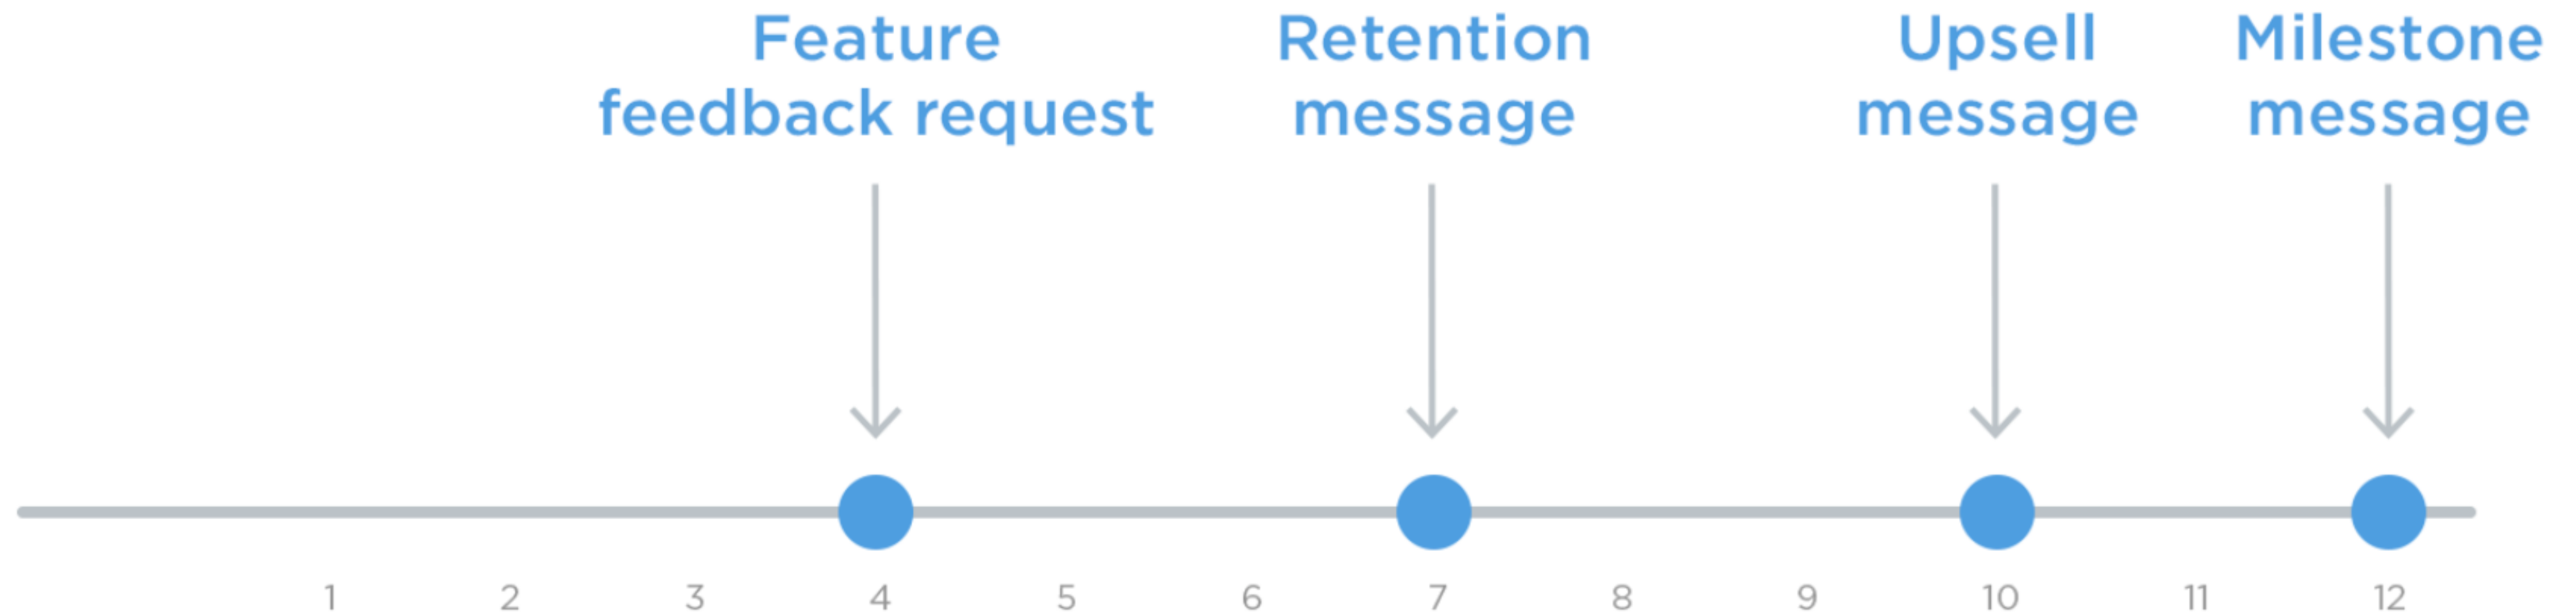 Feature
feedback request
Retention
message
Upsell
message
Milestone
message
1 2 3 4 5 6 7 8 9 10 11 12